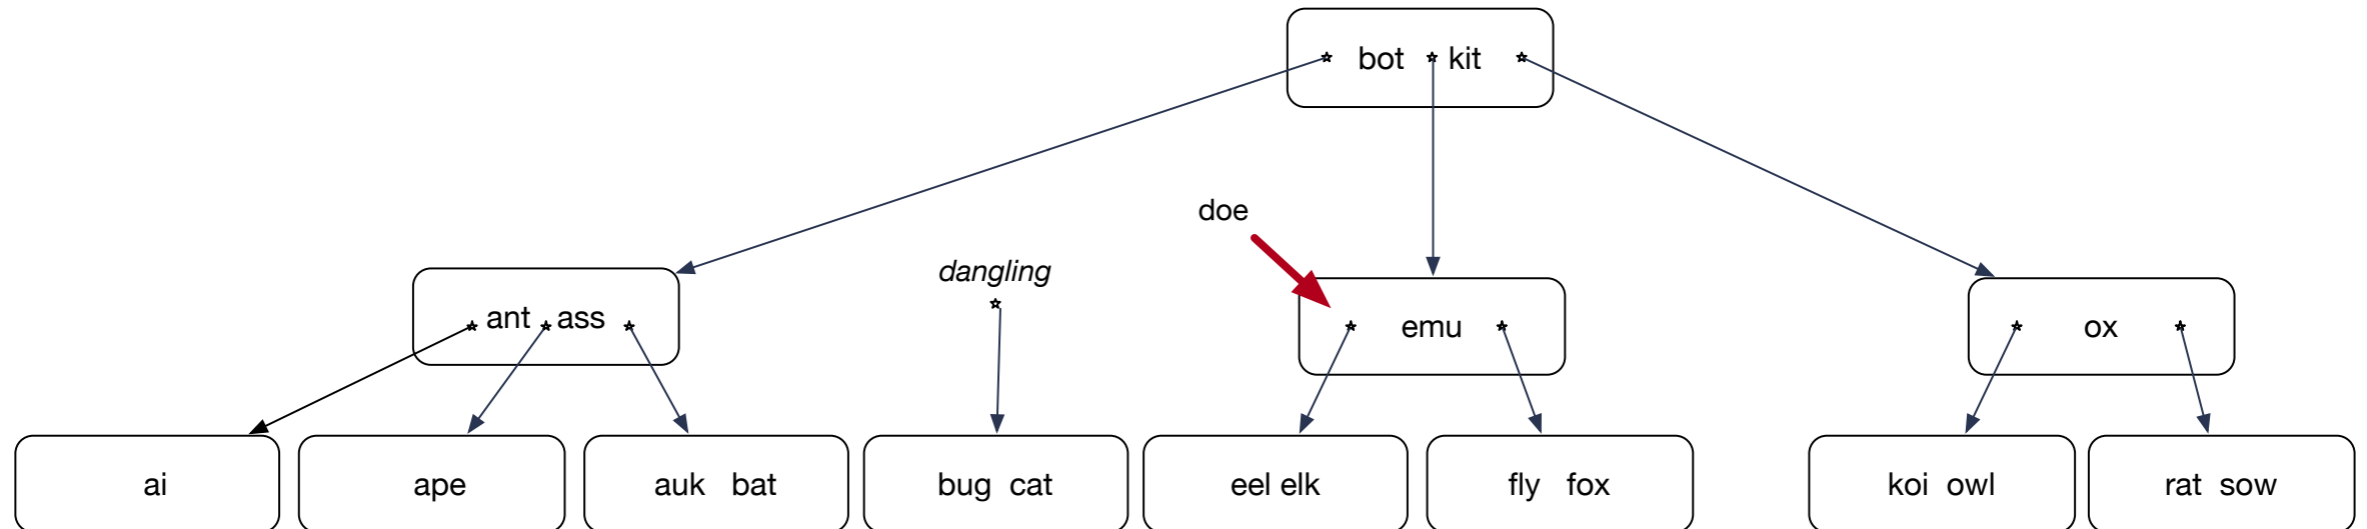 bot kit
doe
dangling
ant ass
emu
ox
ai
ape
auk bat
bug cat
eel elk
fly fox
koi owl
rat sow